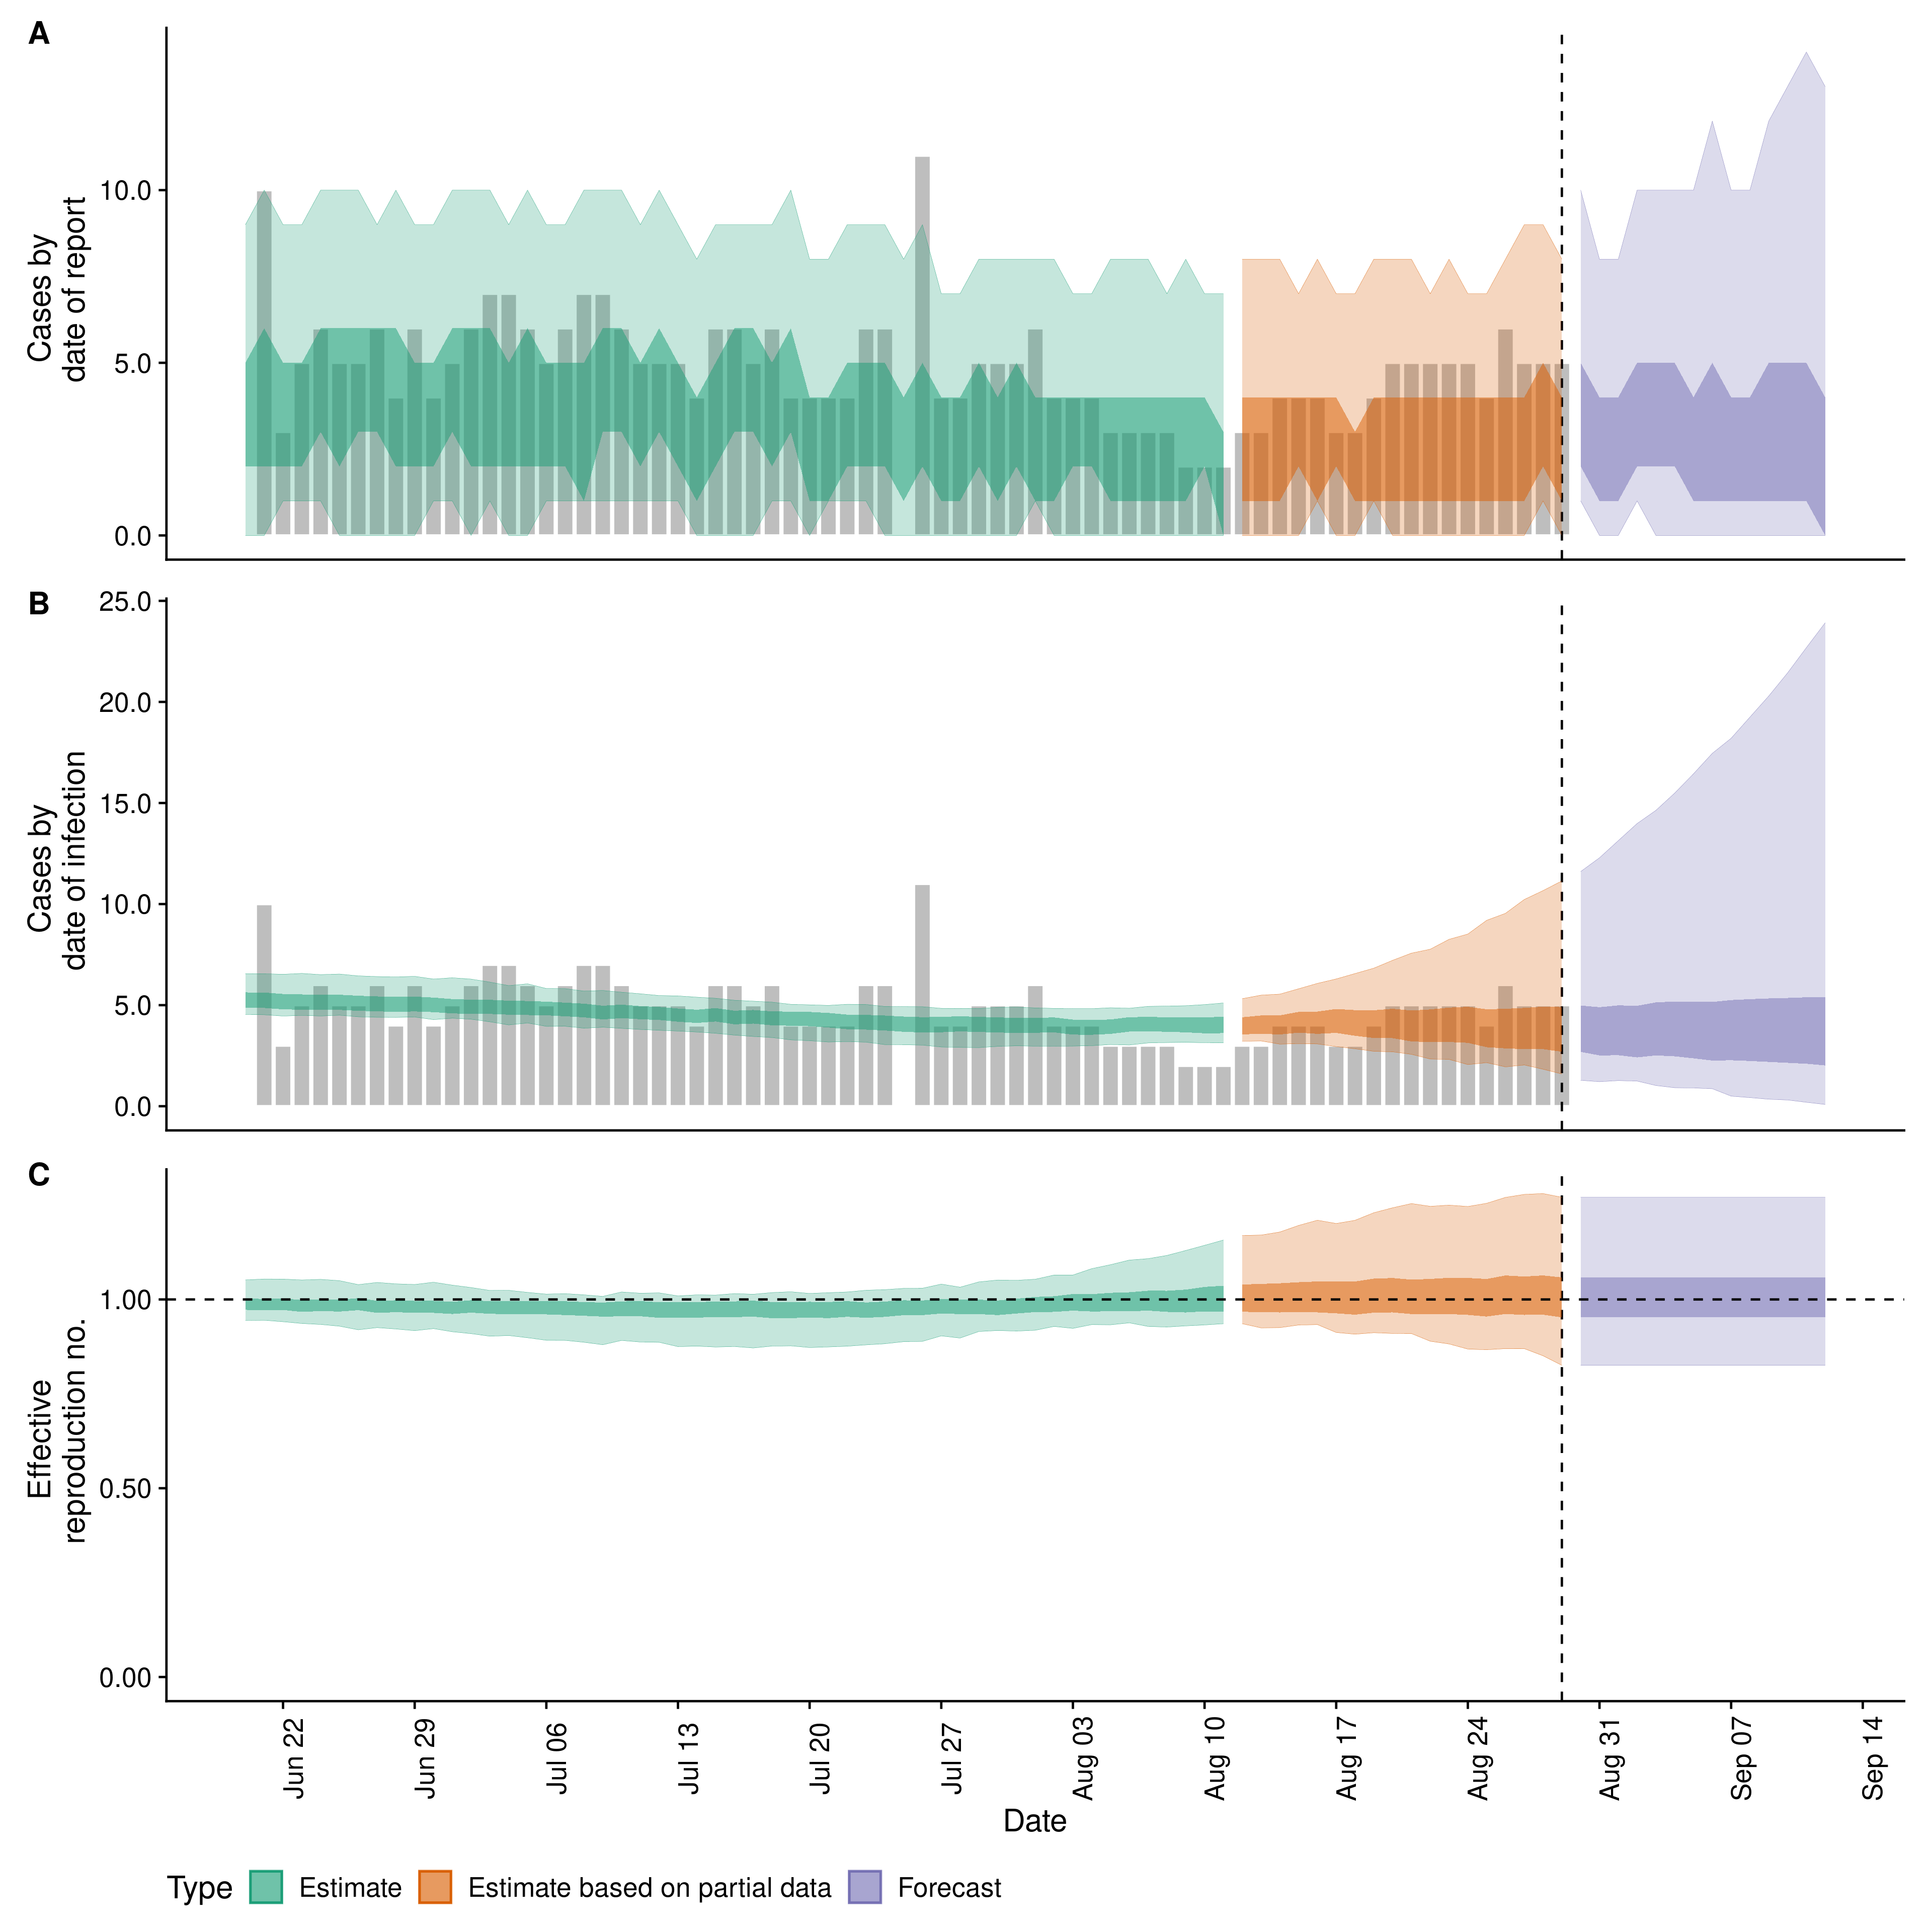 A
Cases by
date of report
10.0
5.0
0.0
B
Cases by
date of infection
25.0
20.0
15.0
10.0
5.0
0.0
C
Effective
reproduction no.
1.00
0.50
0.00
Jun 22
Jun 29
Jul 06
Jul 13
Jul 20
Jul 27
Aug 03
Aug 10
Aug 17
Aug 24
Aug 31
Sep 07
Sep 14
Date
Type Estimate Estimate based on partial data Forecast